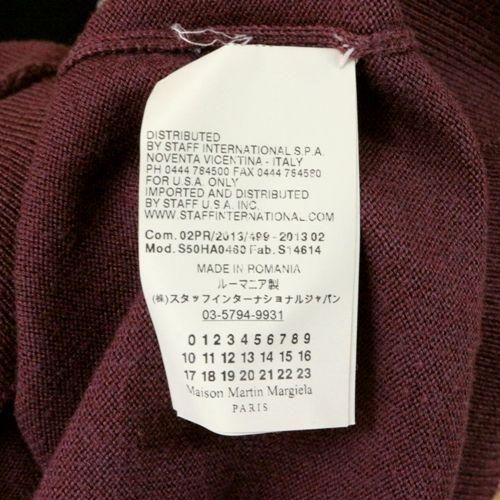 DISTRIBUTED
BY STAFF INTERNATIONAL S.P.A.
NOVENTA VICENTINA - ITALY
PH 0444 784500 FAX 0444 784580
FOR U.S.A. ONLY
IMPORTED AND DISTRIBUTED
BY STAFF U.S.A. INC.
WWW.STAFFINTERNATIONAL.COM
Com. 02PR/2013/499 - 2013 02
Mod. S50HA0460 Fab. S14614
MADE IN ROMANIA
ルーマニア製
(株)スタッフインターナショナルジャパン
03-5794-9931
0 1 2 3 4 5 6 7 8 9
10 11 12 13 14 15 16
17 18 19 20 21 22 23
Maison Martin Margiela
PARIS